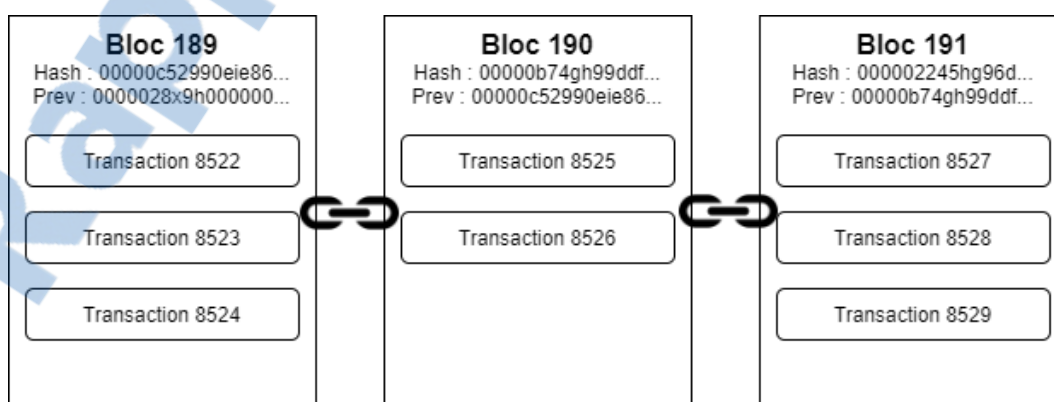 Bloc 189
Hash : 00000c52990eie86...
Prev : 0000028x9h000000...
Transaction 8522
Transaction 8523
Transaction 8524
Bloc 190
Hash : 00000b74gh99ddf...
Prev : 00000c52990eie86...
Transaction 8525
Transaction 8526
Bloc 191
Hash : 000002245hg96d...
Prev : 00000b74gh99ddf...
Transaction 8527
Transaction 8528
Transaction 8529